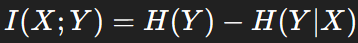 I(X;Y) = H(Y) − H(Y|X)